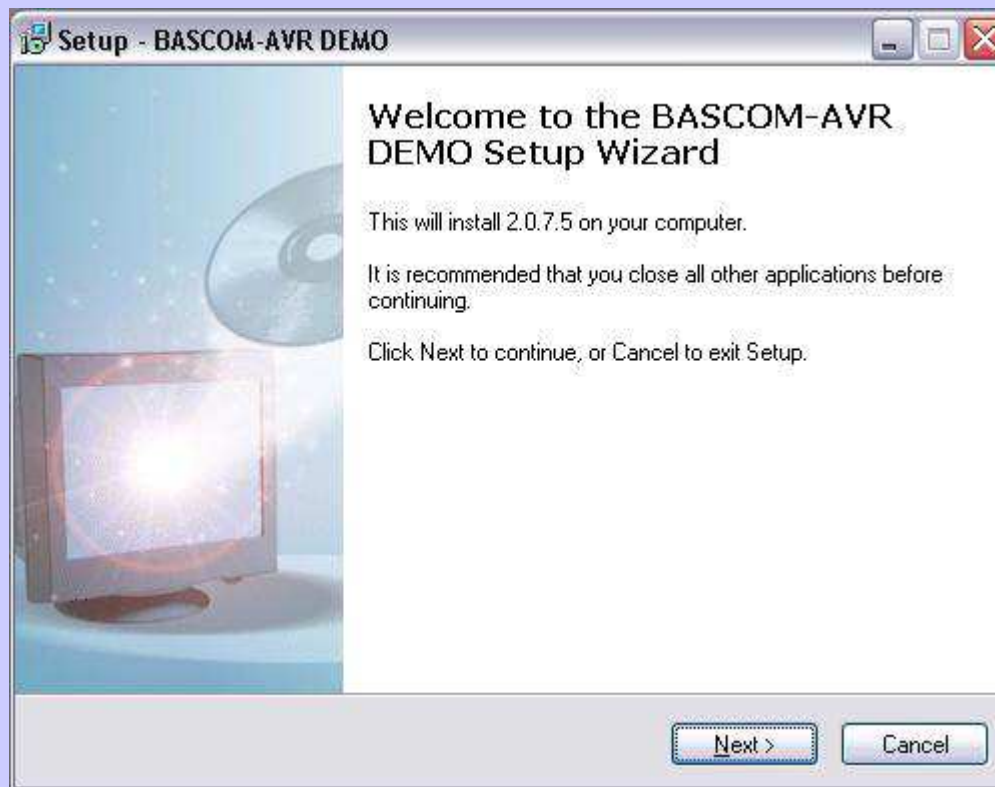 Setup - BASCOM-AVR DEMO
Welcome to the BASCOM-AVR
DEMO Setup Wizard
This will install 2.0.7.5 on your computer.
It is recommended that you close all other applications before
continuing.
Click Next to continue, or Cancel to exit Setup.
Next >
Cancel